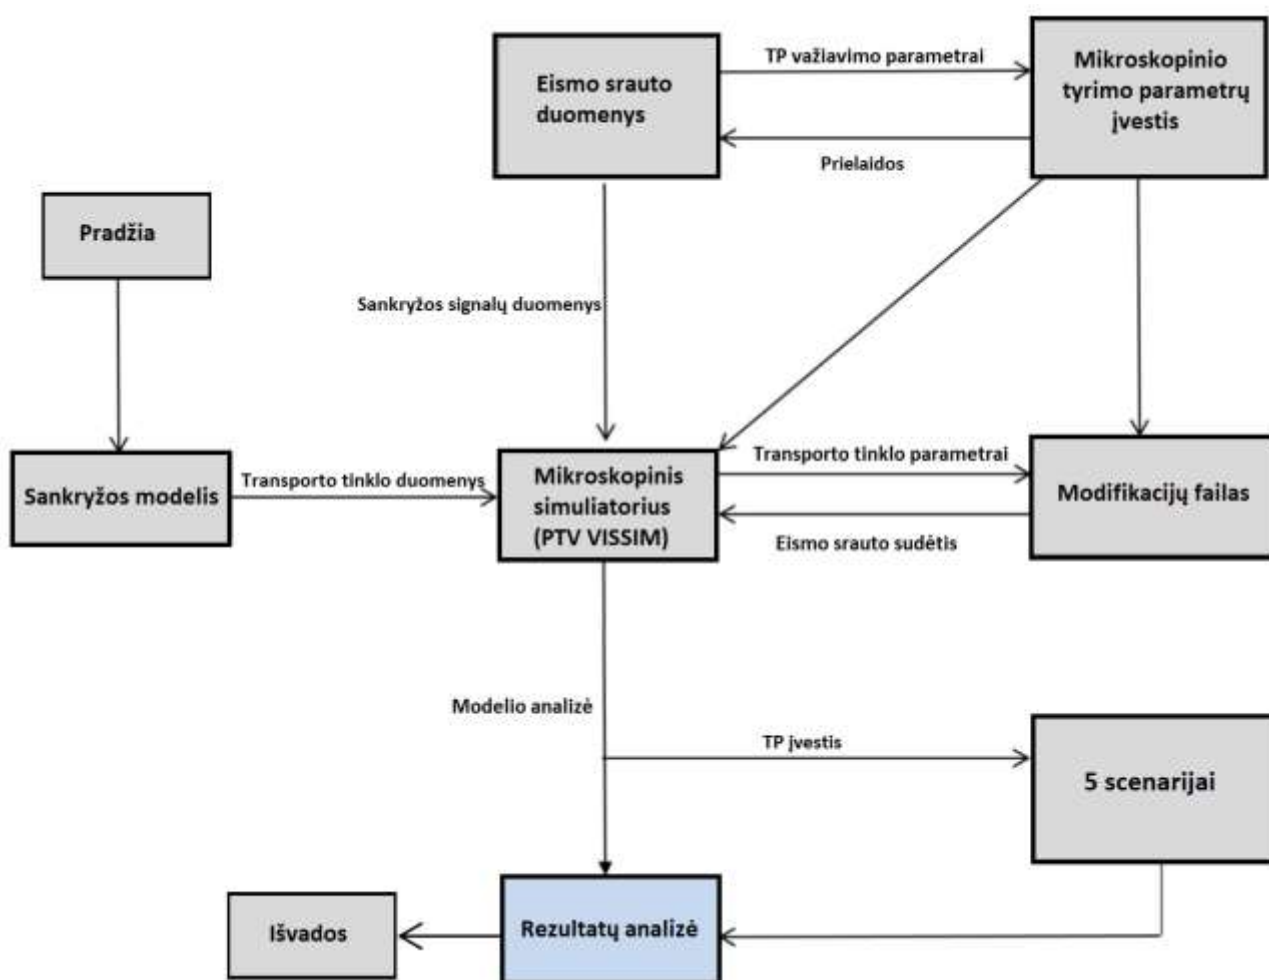 Eismo srauto
duomenys
TP važiavimo parametrai
Prielaidos
Mikroskopinio
tyrimo parametrų
įvestis
Pradžia
Sankryžos signalų duomenys
Sankryžos modelis
Transporto tinklo duomenys
Mikroskopinis
simuliatorius
(PTV VISSIM)
Transporto tinklo parametrai
Eismo srauto sudėtis
Modifikacijų failas
Modelio analizė
TP įvestis
5 scenarijai
Išvados
Rezultatų analizė